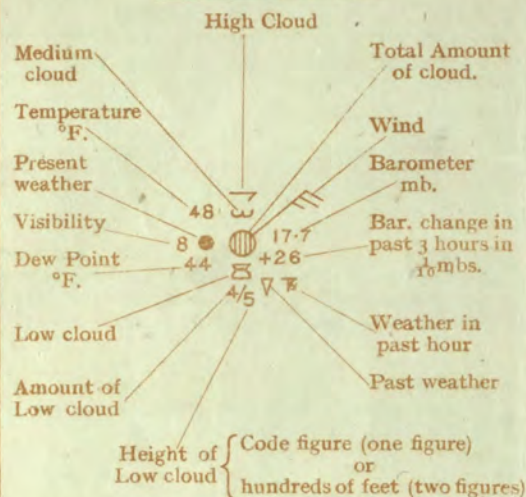 High Cloud
Medium
cloud
Total Amount
of cloud.
Temperature
°F.
Wind
Present
weather
Barometer
mb.
48
Visibility
8
17·7
Bar. change in
past 3 hours in
1/10 mbs.
Dew Point
°F.
44
+26
4/5
Low cloud
Weather in
past hour
Amount of
Low cloud
Past weather
Height of
Low cloud
Code figure (one figure)
or
hundreds of feet (two figures)